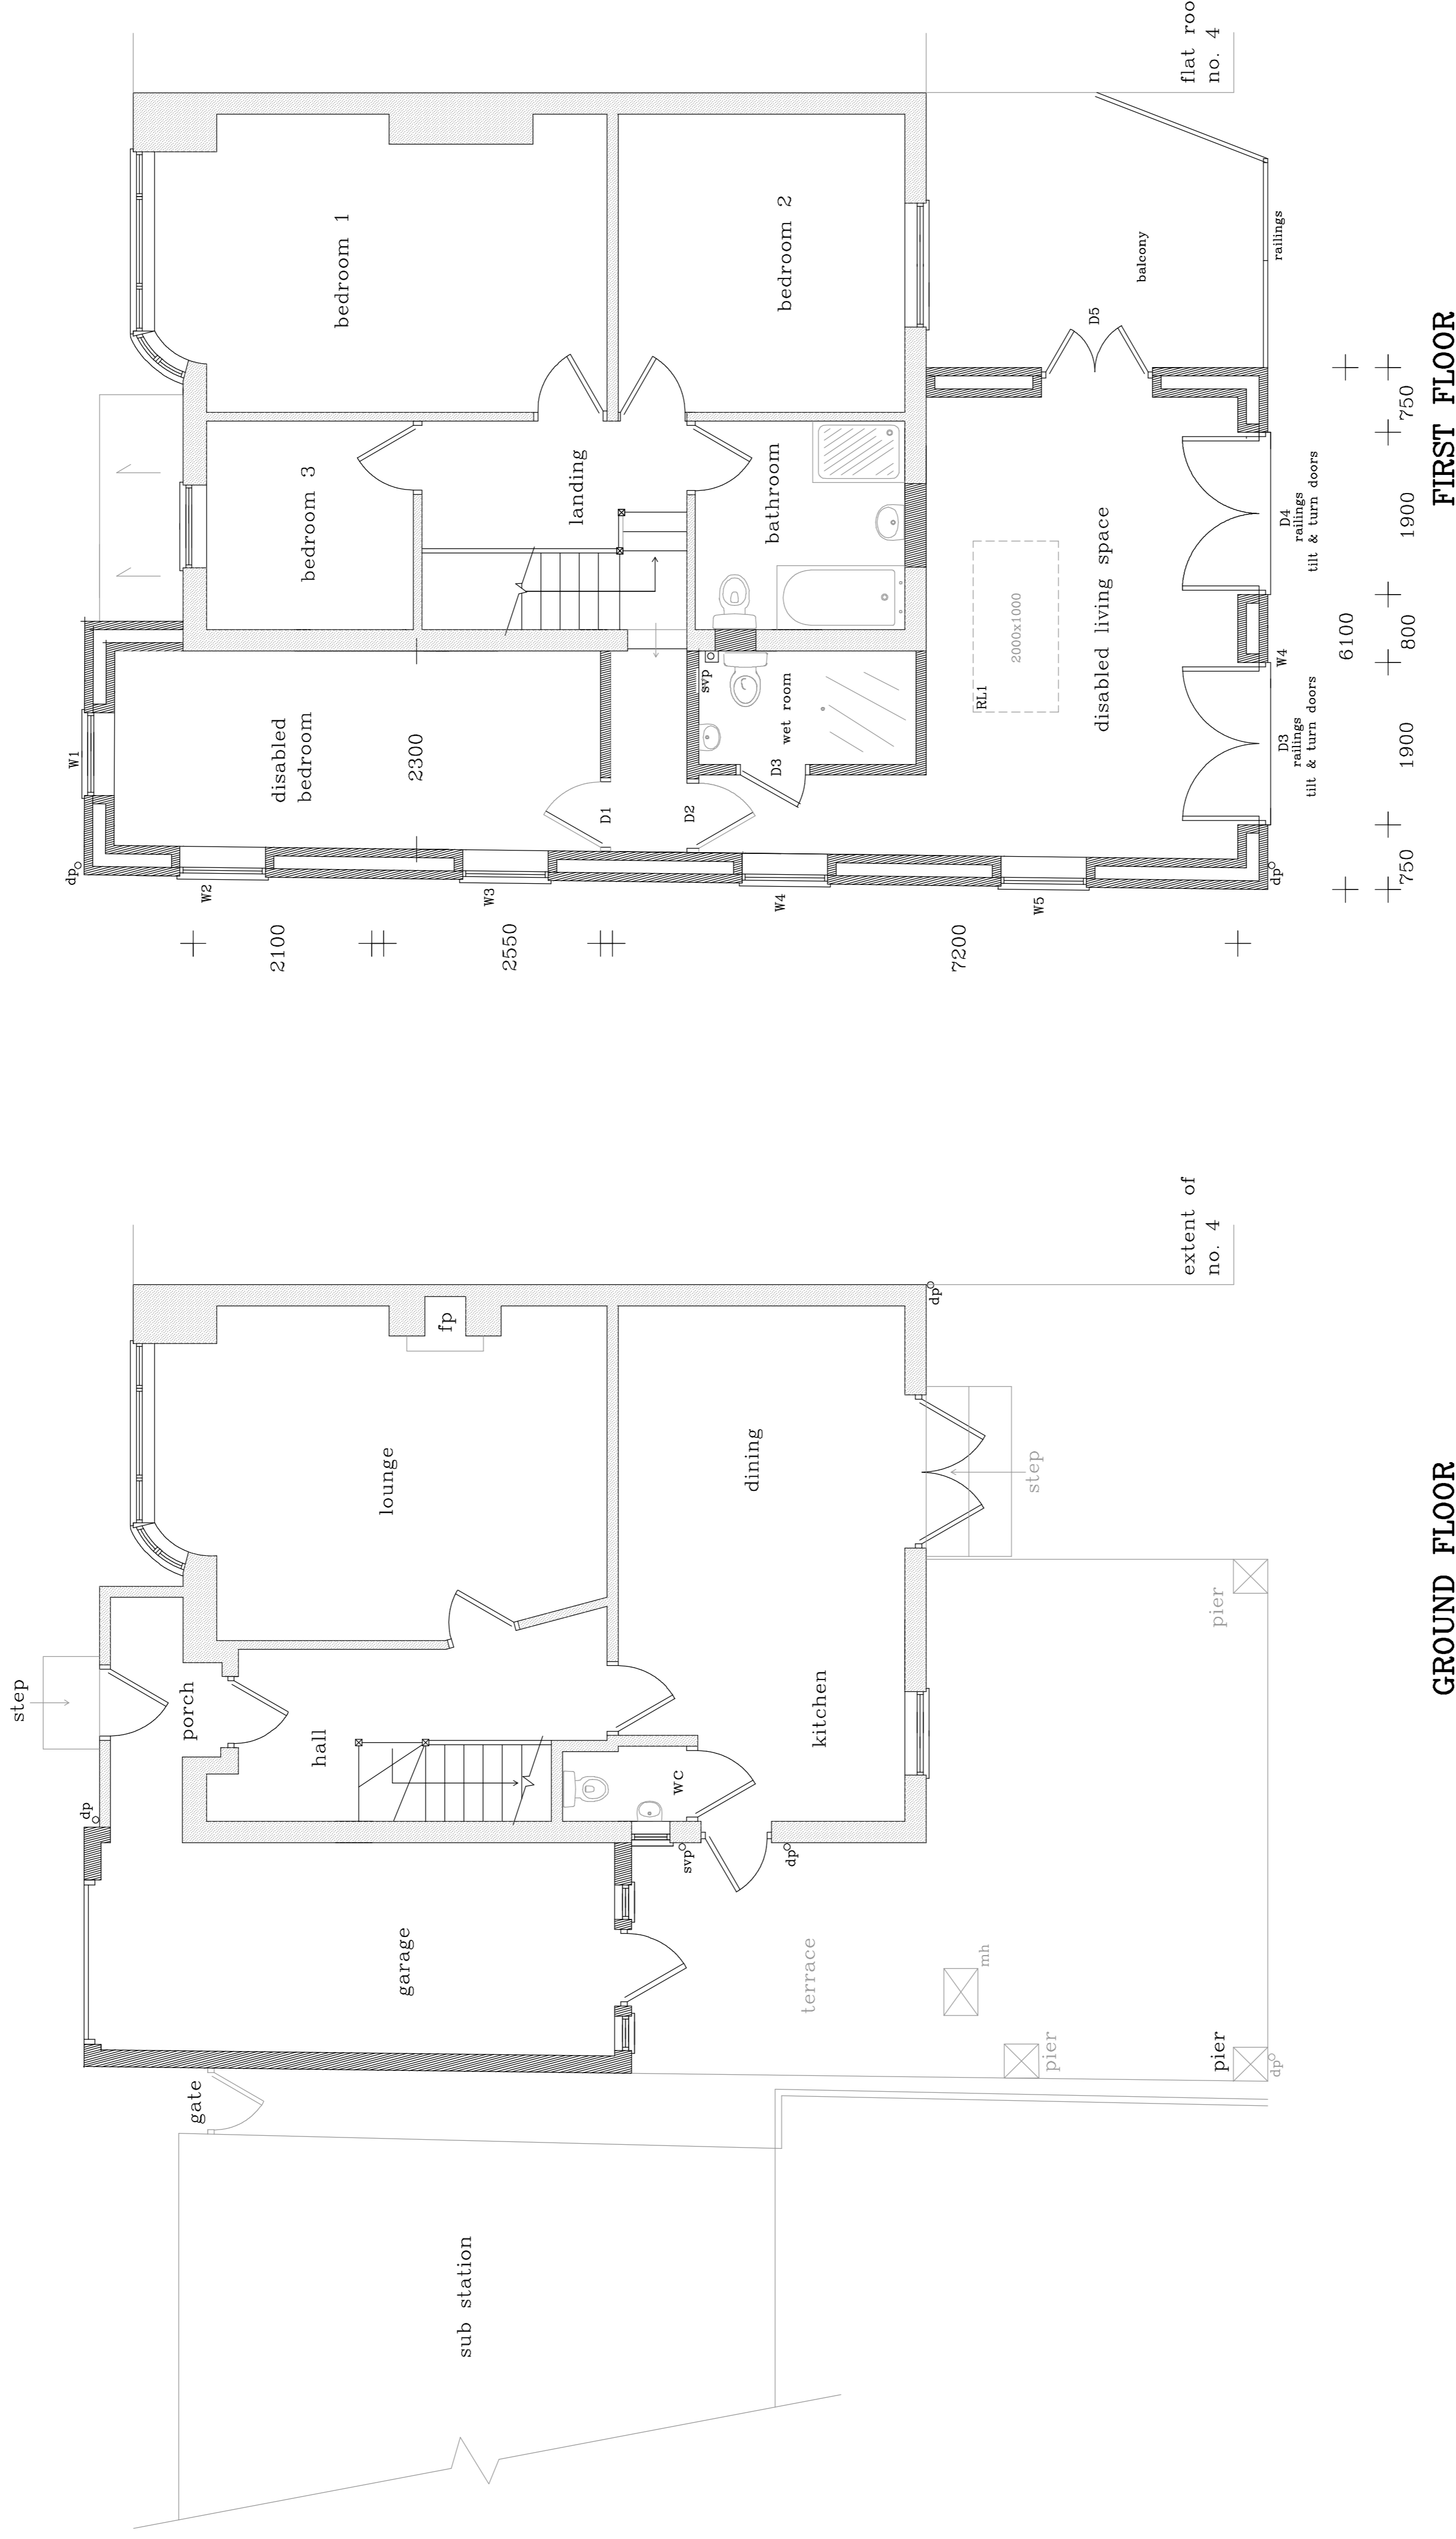 step
porch
dp
gate
hall
lounge
fp
garage
sub station
wc
svp
dp
kitchen
dining
dp
terrace
mh
pier
pier
dp
pier
step
extent of
no. 4
GROUND FLOOR
W1
dp
W2
W3
W4
W5
2100
2550
7200
disabled
bedroom
2300
bedroom 3
bedroom 1
landing
D1
D2
svp
wet room
D3
bathroom
bedroom 2
RL1
2000x1000
disabled living space
D5
balcony
railings
flat roo
no. 4
dp
D3
railings
tilt & turn doors
W4
D4
railings
tilt & turn doors
6100
750
1900
800
1900
750
FIRST FLOOR